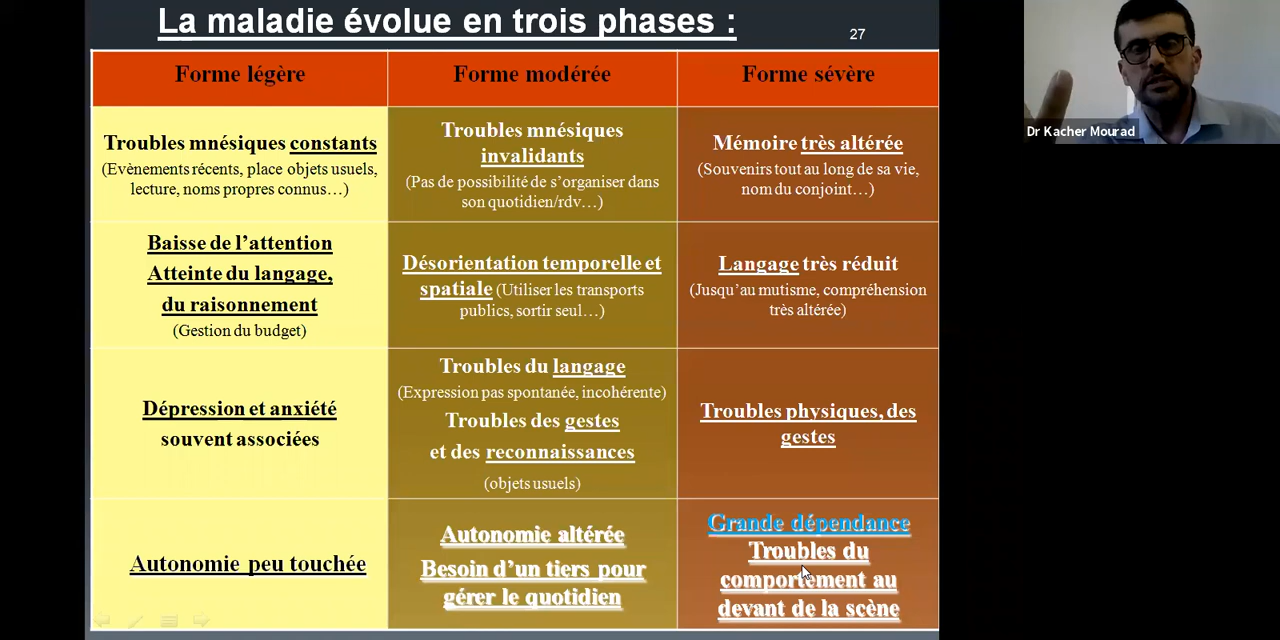 La maladie évolue en trois phases :
27
Forme légère
Forme modérée
Forme sévère
Troubles mnésiques constants
(Evènements récents, place objets usuels,
lecture, noms propres connus…)
Troubles mnésiques
invalidants
(Pas de possibilité de s’organiser dans
son quotidien/rdv…)
Mémoire très altérée
(Souvenirs tout au long de sa vie,
nom du conjoint…)
Baisse de l’attention
Atteinte du langage,
du raisonnement
(Gestion du budget)
Désorientation temporelle et
spatiale (Utiliser les transports
publics, sortir seul…)
Langage très réduit
(Jusqu’au mutisme, compréhension
très altérée)
Dépression et anxiété
souvent associées
Troubles du langage
(Expression pas spontanée, incohérente)
Troubles des gestes
et des reconnaissances
(objets usuels)
Troubles physiques, des
gestes
Autonomie peu touchée
Autonomie altérée
Besoin d’un tiers pour
gérer le quotidien
Grande dépendance
Troubles du
comportement au
devant de la scène
Dr Kacher Mourad